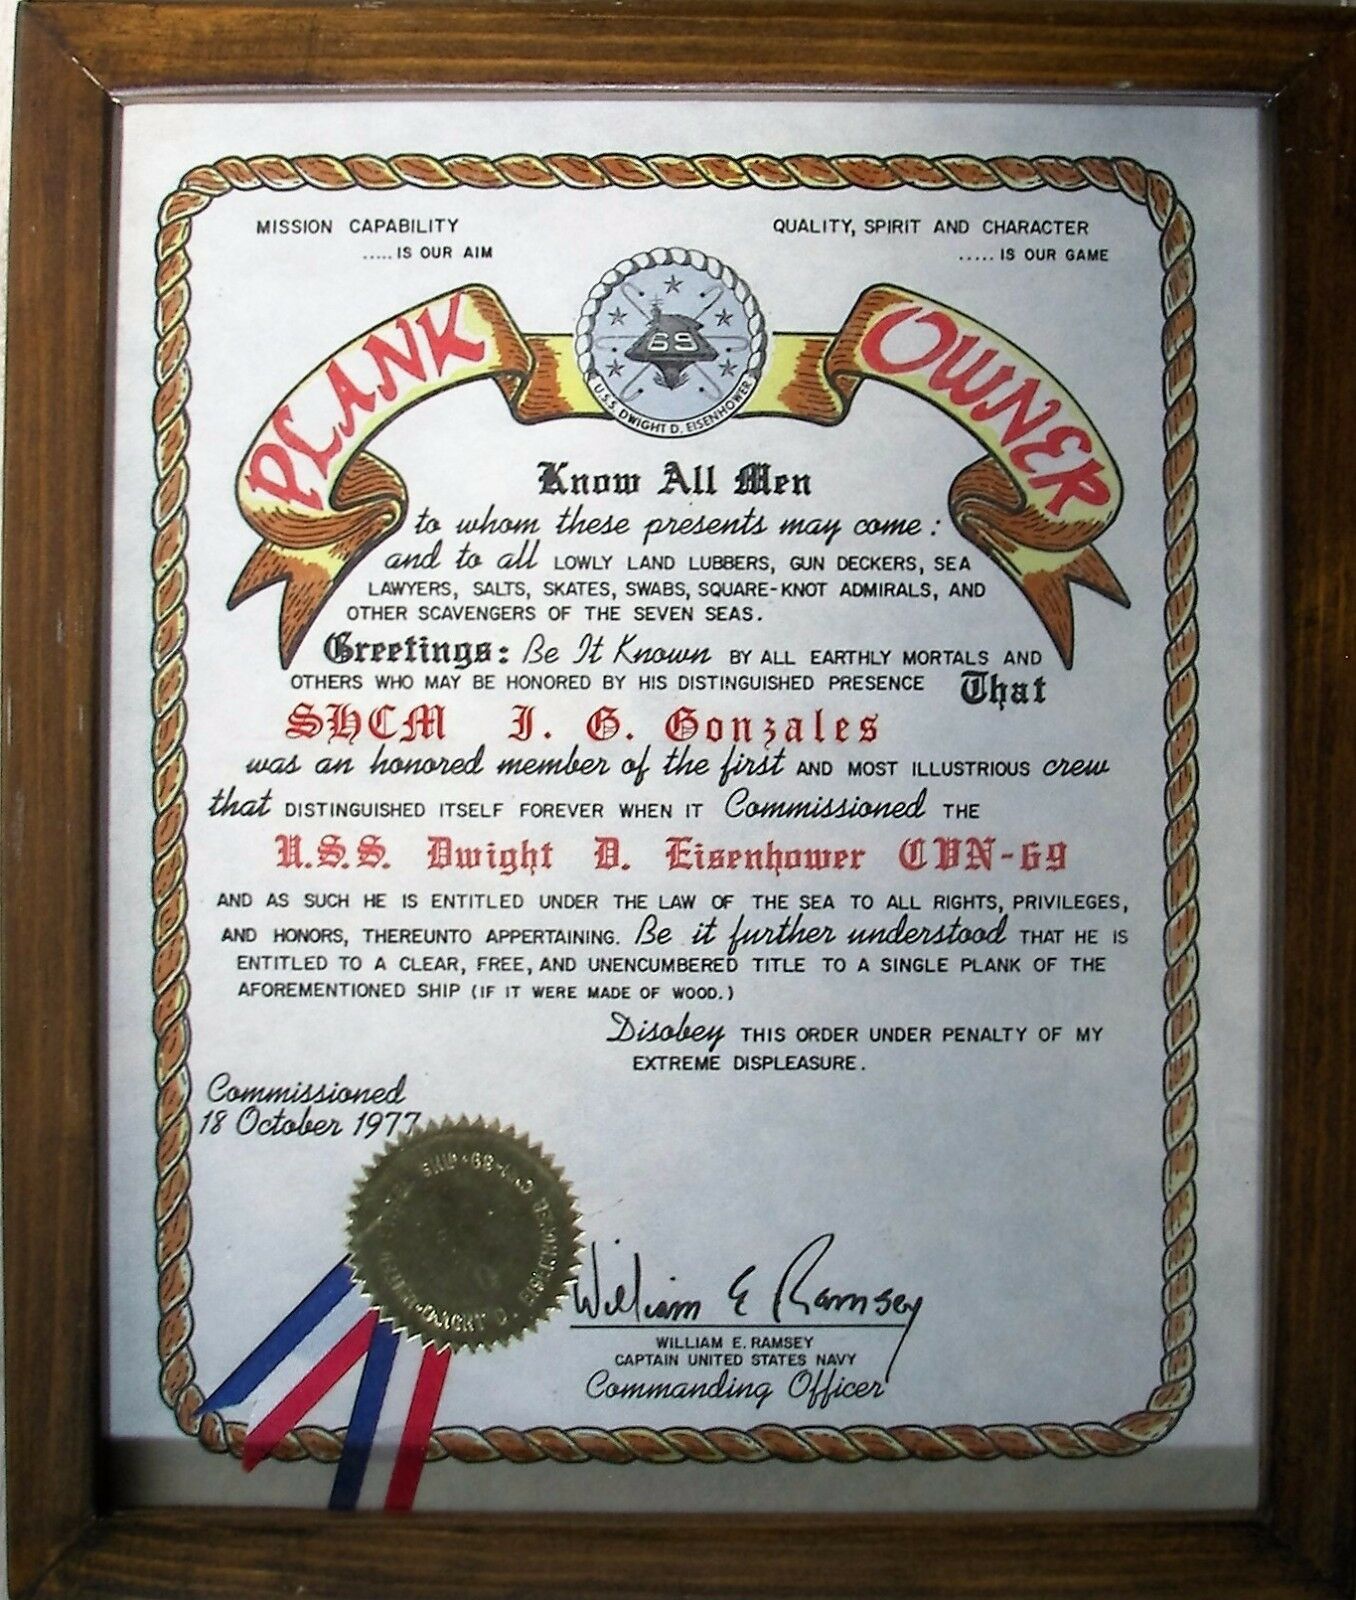 MISSION CAPABILITY
..... IS OUR AIM
QUALITY, SPIRIT AND CHARACTER
..... IS OUR GAME
PLANK OWNER
69
U.S.S. DWIGHT D. EISENHOWER
Know All Men
to whom these presents may come :
and to all LOWLY LAND LUBBERS, GUN DECKERS, SEA
LAWYERS, SALTS, SKATES, SWABS, SQUARE-KNOT ADMIRALS, AND
OTHER SCAVENGERS OF THE SEVEN SEAS.
Greetings: Be It Known BY ALL EARTHLY MORTALS AND
OTHERS WHO MAY BE HONORED BY HIS DISTINGUISHED PRESENCE That
SHCM J. G. Gonzales
was an honored member of the first AND MOST ILLUSTRIOUS crew
that DISTINGUISHED ITSELF FOREVER WHEN IT Commissioned THE
U.S.S. Dwight D. Eisenhower CVN-69
AND AS SUCH HE IS ENTITLED UNDER THE LAW OF THE SEA TO ALL RIGHTS, PRIVILEGES,
AND HONORS, THEREUNTO APPERTAINING. Be it further understood THAT HE IS
ENTITLED TO A CLEAR, FREE, AND UNENCUMBERED TITLE TO A SINGLE PLANK OF THE
AFOREMENTIONED SHIP (IF IT WERE MADE OF WOOD.)
Disobey THIS ORDER UNDER PENALTY OF MY
EXTREME DISPLEASURE.
Commissioned
18 October 1977
DWIGHT D. EISENHOWER
William E Ramsey
WILLIAM E. RAMSEY
CAPTAIN UNITED STATES NAVY
Commanding Officer